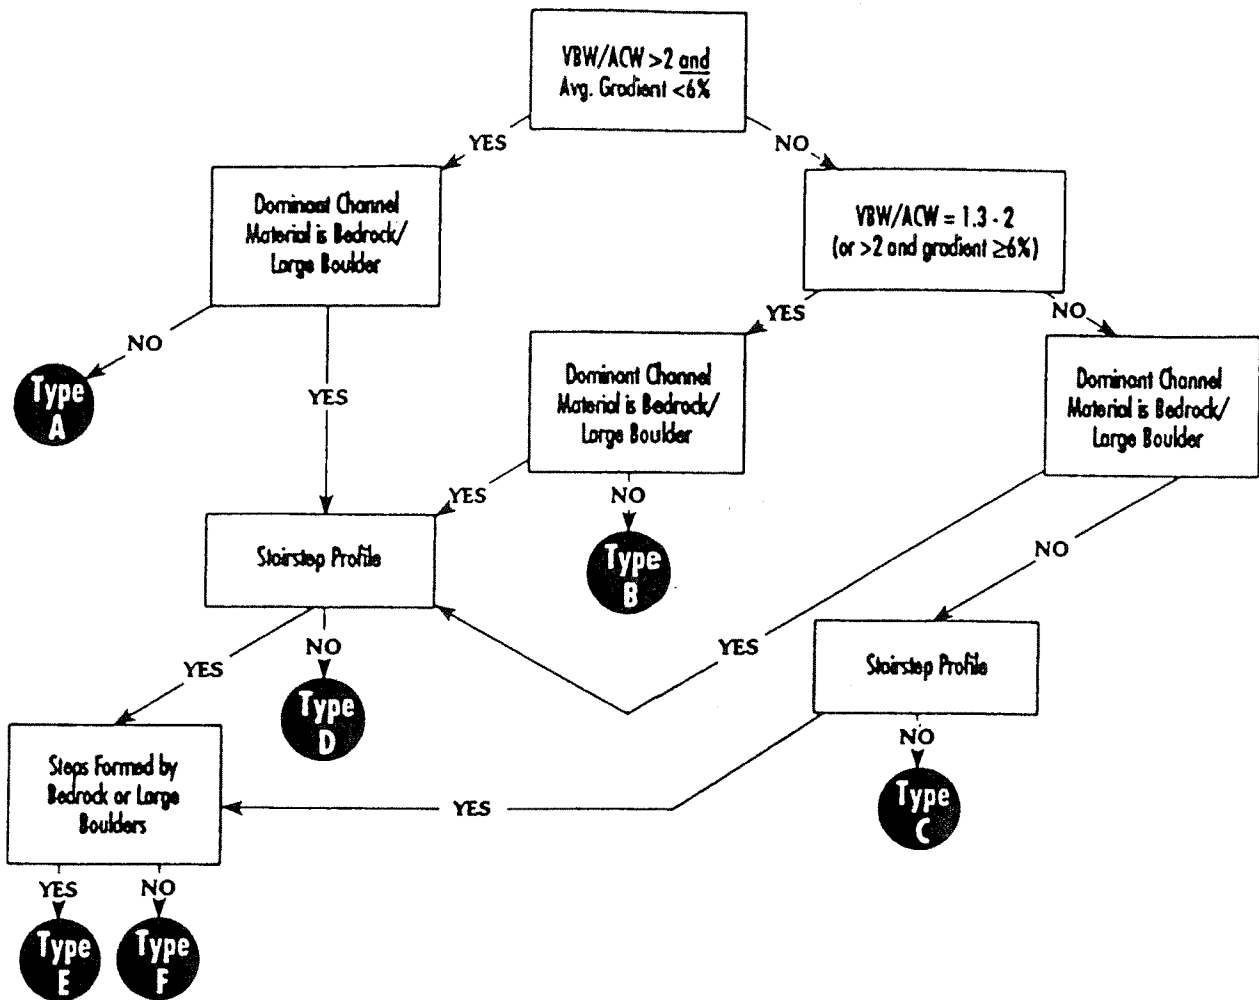 VBW/ACW >2 and
Avg. Gradient <6%
YES
NO
Dominant Channel
Material is Bedrock/
Large Boulder
VBW/ACW = 1.3 - 2
(or >2 and gradient ≥6%)
NO
YES
YES
NO
Type
A
Dominant Channel
Material is Bedrock/
Large Boulder
Dominant Channel
Material is Bedrock/
Large Boulder
YES
NO
NO
Stairstep Profile
Type
B
YES
NO
YES
Stairstep Profile
Type
D
NO
Steps Formed by
Bedrock or Large
Boulders
YES
Type
C
YES
NO
Type
E
Type
F